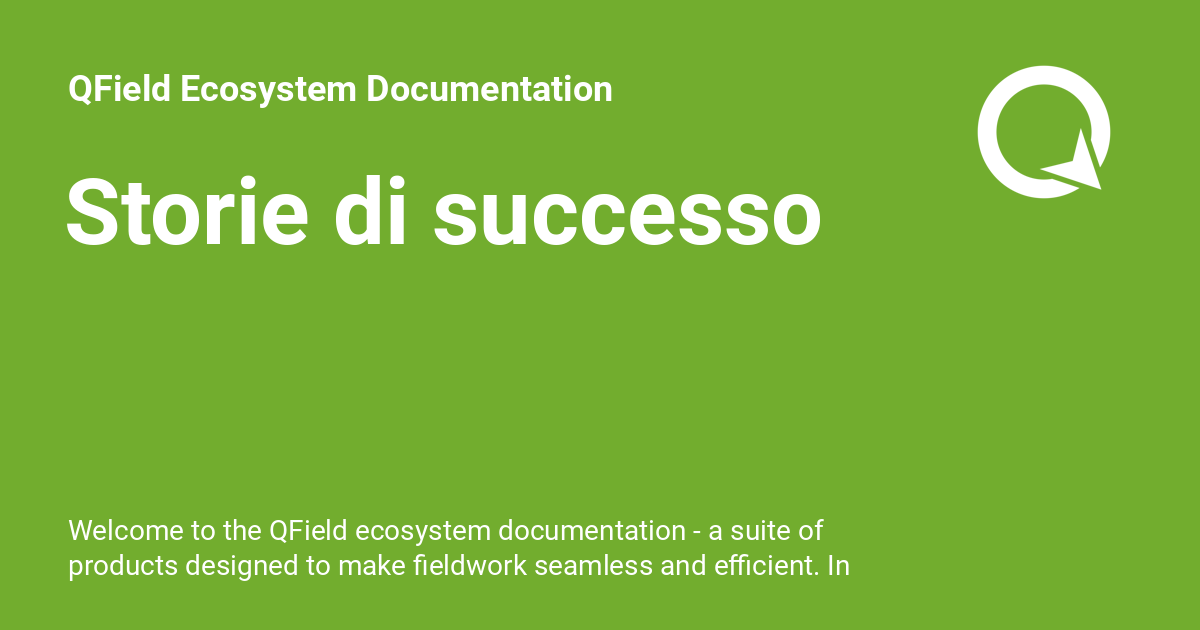 QField Ecosystem Documentation
Storie di successo
Welcome to the QField ecosystem documentation - a suite of
products designed to make fieldwork seamless and efficient. In